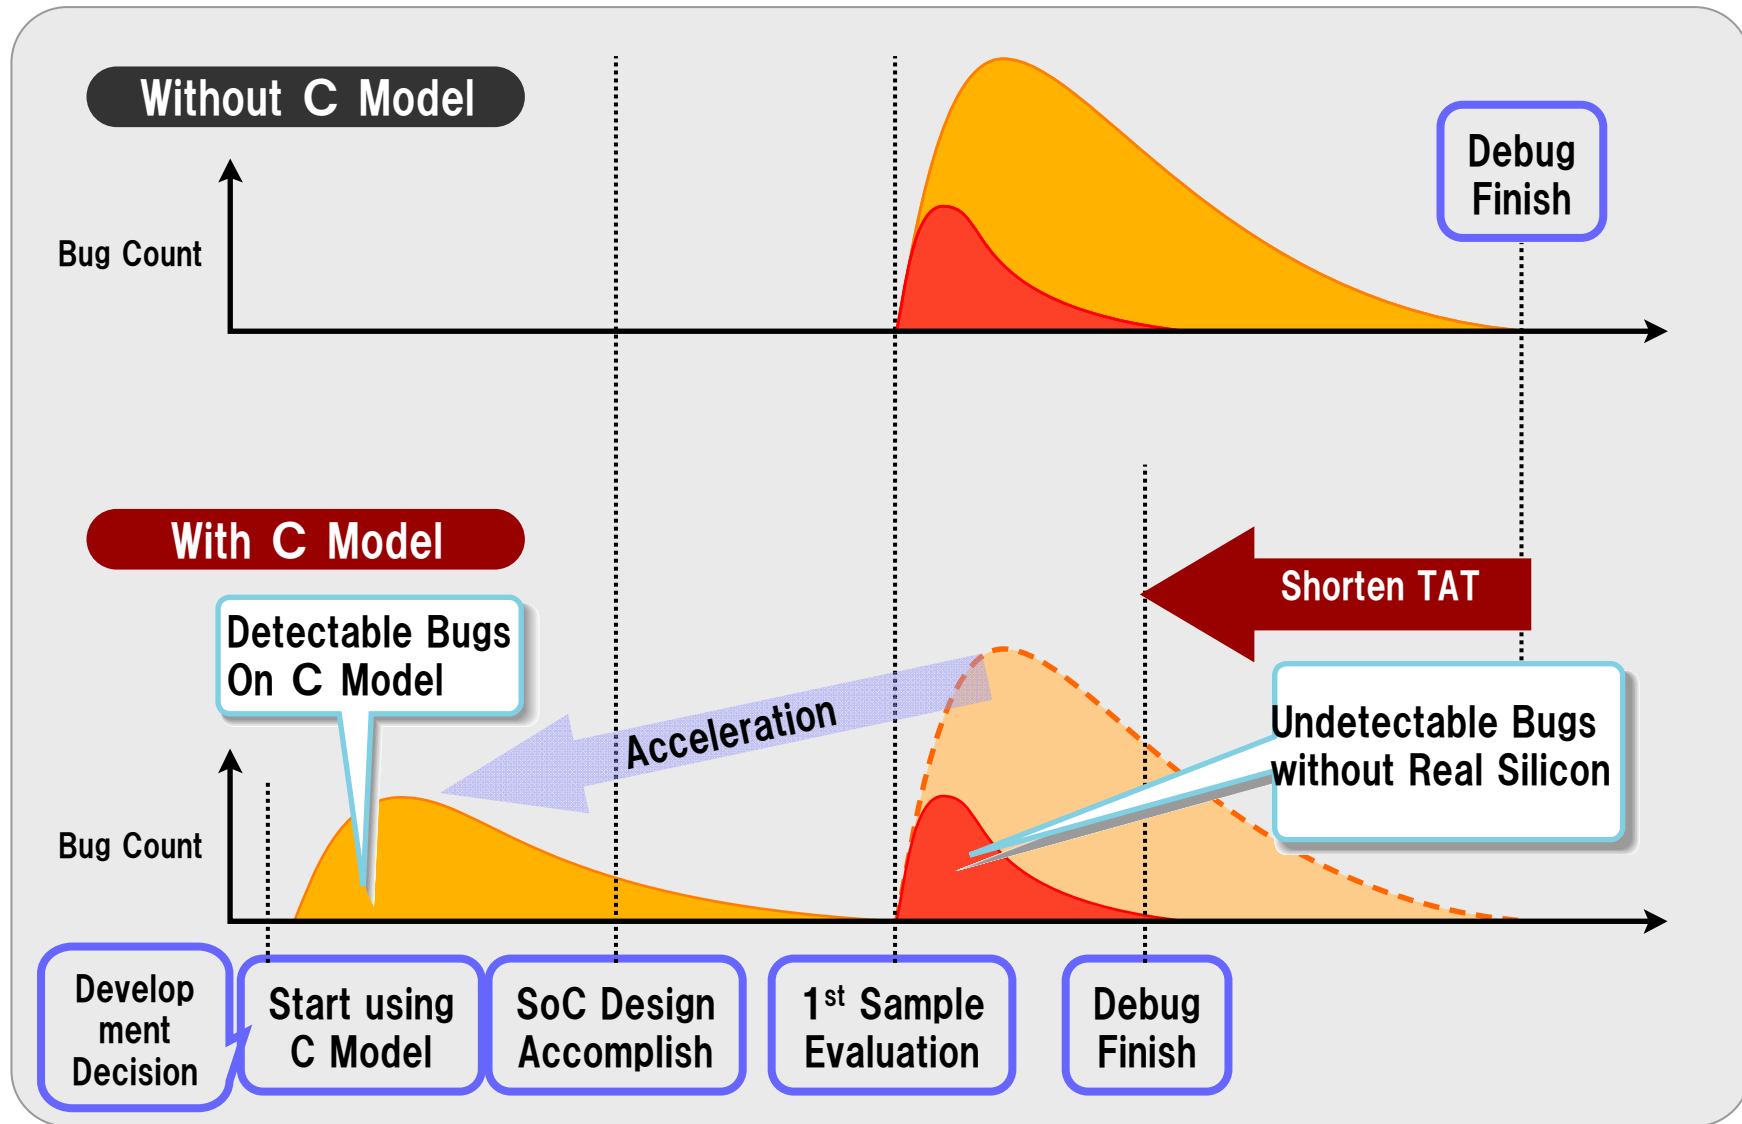 Without C Model
Debug
Finish
Bug Count
With C Model
Shorten TAT
Detectable Bugs
On C Model
Acceleration
Undetectable Bugs
without Real Silicon
Bug Count
Develop
ment
Decision
Start using
C Model
SoC Design
Accomplish
1st Sample
Evaluation
Debug
Finish